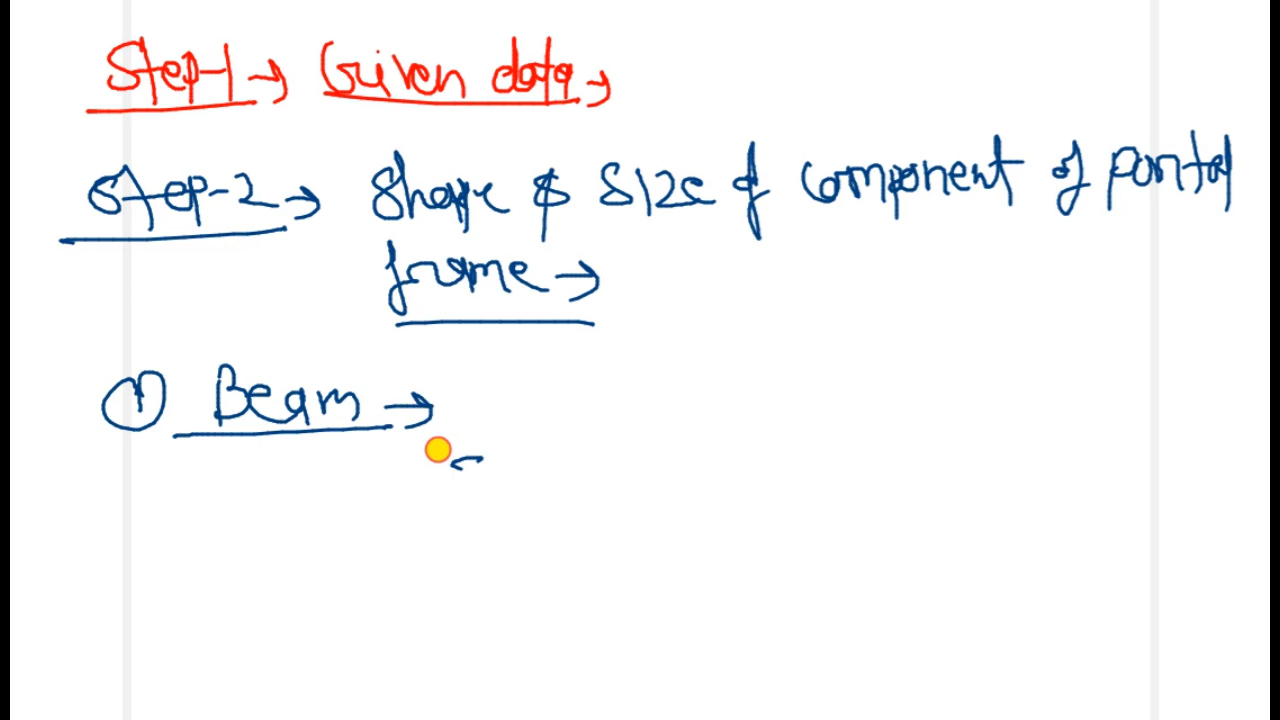 Step-1 → Given data →
Step-2 → Shape & Size of component of portal
frame →
① Beam →